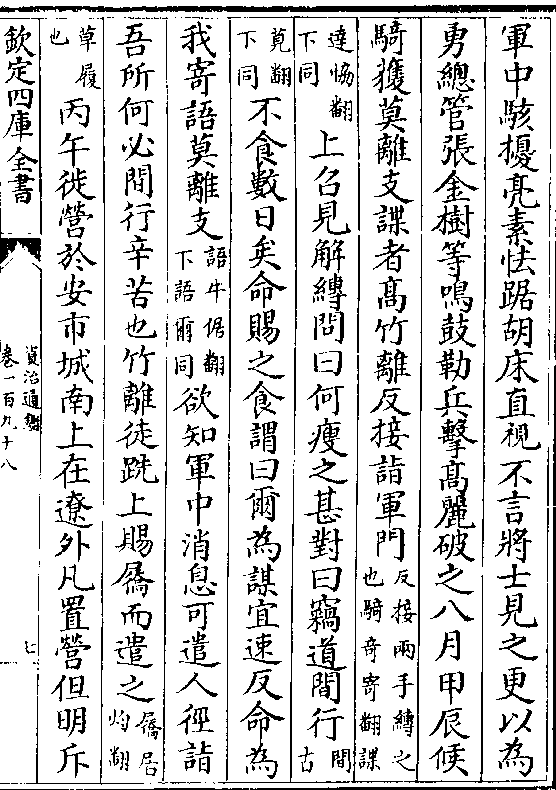 軍中駭擾亮素怯踞胡床直視不言將士見之更以為
勇總管張金樹等鳴鼓勒兵擊髙麗破之八月甲辰候
騎獲莫離支諜者髙竹離反接詣軍門反接兩手縛之也騎奇寄翻諜
達恊翻下同上召見解縛問曰何瘦之甚對曰竊道間行間古
莧翻下同不食數日矣命賜之食謂曰爾為諜宜速反命為
我寄語莫離支語牛倨翻下語爾同欲知軍中消息可遣人徑詣
吾所何必間行辛苦也竹離徒跣上賜屩而遣之屩居灼翻
草履也丙午徙營於安市城南上在遼外凡置營但明斥
欽定四庫全書
資治通鑑
卷一百九十八
七